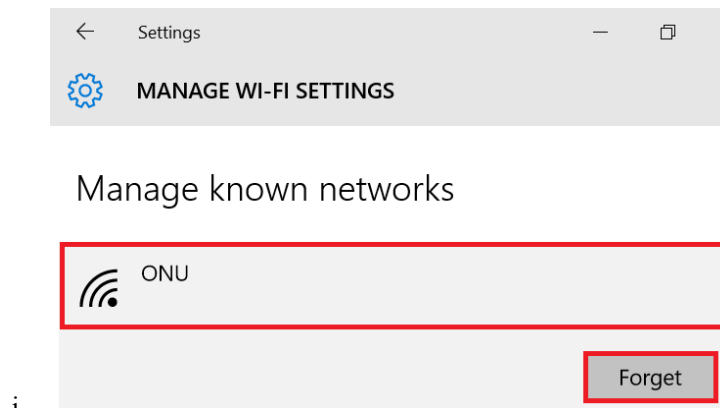 Settings
MANAGE WI-FI SETTINGS
Manage known networks
ONU
Forget
i